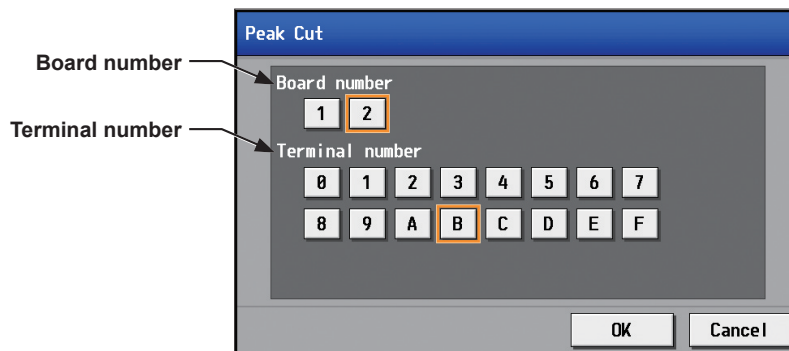 Peak Cut
Board number
Board number
1 2
Terminal number
Terminal number
0 1 2 3 4 5 6 7
8 9 A B C D E F
OK Cancel